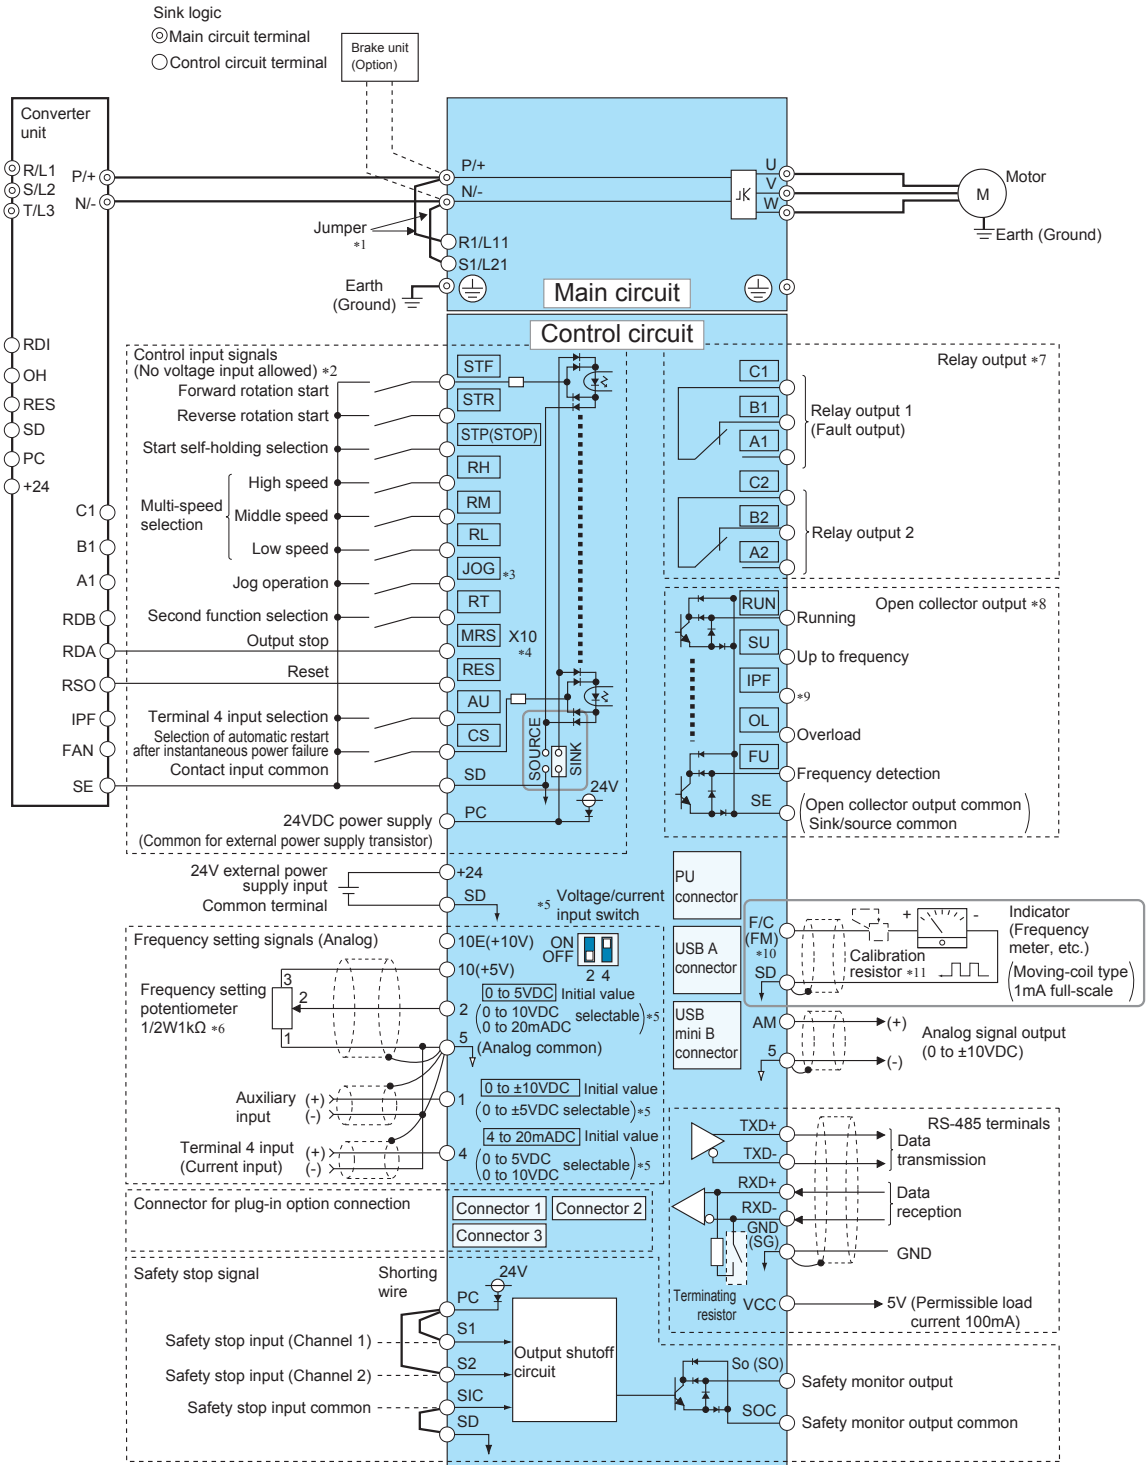 Sink logic
Main circuit terminal
Control circuit terminal
Brake unit
(Option)
Converter
unit
R/L1
S/L2
T/L3
P/+
N/-
P/+
N/-
Jumper
*1
R1/L11
S1/L21
Earth
(Ground)
U
V
W
M
Motor
Earth (Ground)
Main circuit
Control circuit
RDI
OH
RES
SD
PC
+24
C1
B1
A1
RDB
RDA
RSO
IPF
FAN
SE
Control input signals
(No voltage input allowed) *2
Forward rotation start
Reverse rotation start
Start self-holding selection
Multi-speed
selection
High speed
Middle speed
Low speed
Jog operation
Second function selection
Output stop
Reset
Terminal 4 input selection
Selection of automatic restart
after instantaneous power failure
Contact input common
24VDC power supply
(Common for external power supply transistor)
STF
STR
STP(STOP)
RH
RM
RL
JOG *3
RT
MRS X10
*4
RES
AU
CS
SD
PC
SOURCE
SINK
24V
Relay output *7
C1
B1
A1
Relay output 1
(Fault output)
C2
B2
A2
Relay output 2
Open collector output *8
RUN
Running
SU
Up to frequency
IPF
*9
OL
Overload
FU
Frequency detection
SE
(Open collector output common
Sink/source common)
24V external power
supply input
Common terminal
+24
SD
*5 Voltage/current
input switch
PU
connector
USB A
connector
USB
mini B
connector
Frequency setting signals (Analog)
Frequency setting
potentometer
1/2W1kΩ *6
3
2
1
10E(+10V)
ON
OFF
2 4
10(+5V)
2
0 to 5VDC Initial value
(0 to 10VDC
0 to 20mADC selectable)*5
5
(Analog common)
Auxiliary
input
(+)
(-)
1
0 to ±10VDC Initial value
(0 to ±5VDC selectable)*5
Terminal 4 input
(Current input)
(+)
(-)
4
4 to 20mADC Initial value
(0 to 5VDC
0 to 10VDC selectable)*5
F/C
(FM)
*10
SD
+
-
Calibration
resistor *11
Indicator
(Frequency
meter, etc.)
(Moving-coil type
1mA full-scale)
AM
5
(+)
(-)
Analog signal output
(0 to ±10VDC)
RS-485 terminals
TXD+
TXD-
Data
transmission
RXD+
RXD-
Data
reception
GND
(SG)
GND
Terminating
resistor
VCC
5V (Permissible load
current 100mA)
Connector for plug-in option connection
Connector 1
Connector 2
Connector 3
Safety stop signal
Shorting
wire
24V
PC
S1
Safety stop input (Channel 1)
S2
Safety stop input (Channel 2)
SIC
Safety stop input common
SD
Output shutoff
circuit
So (SO)
Safety monitor output
SOC
Safety monitor output common